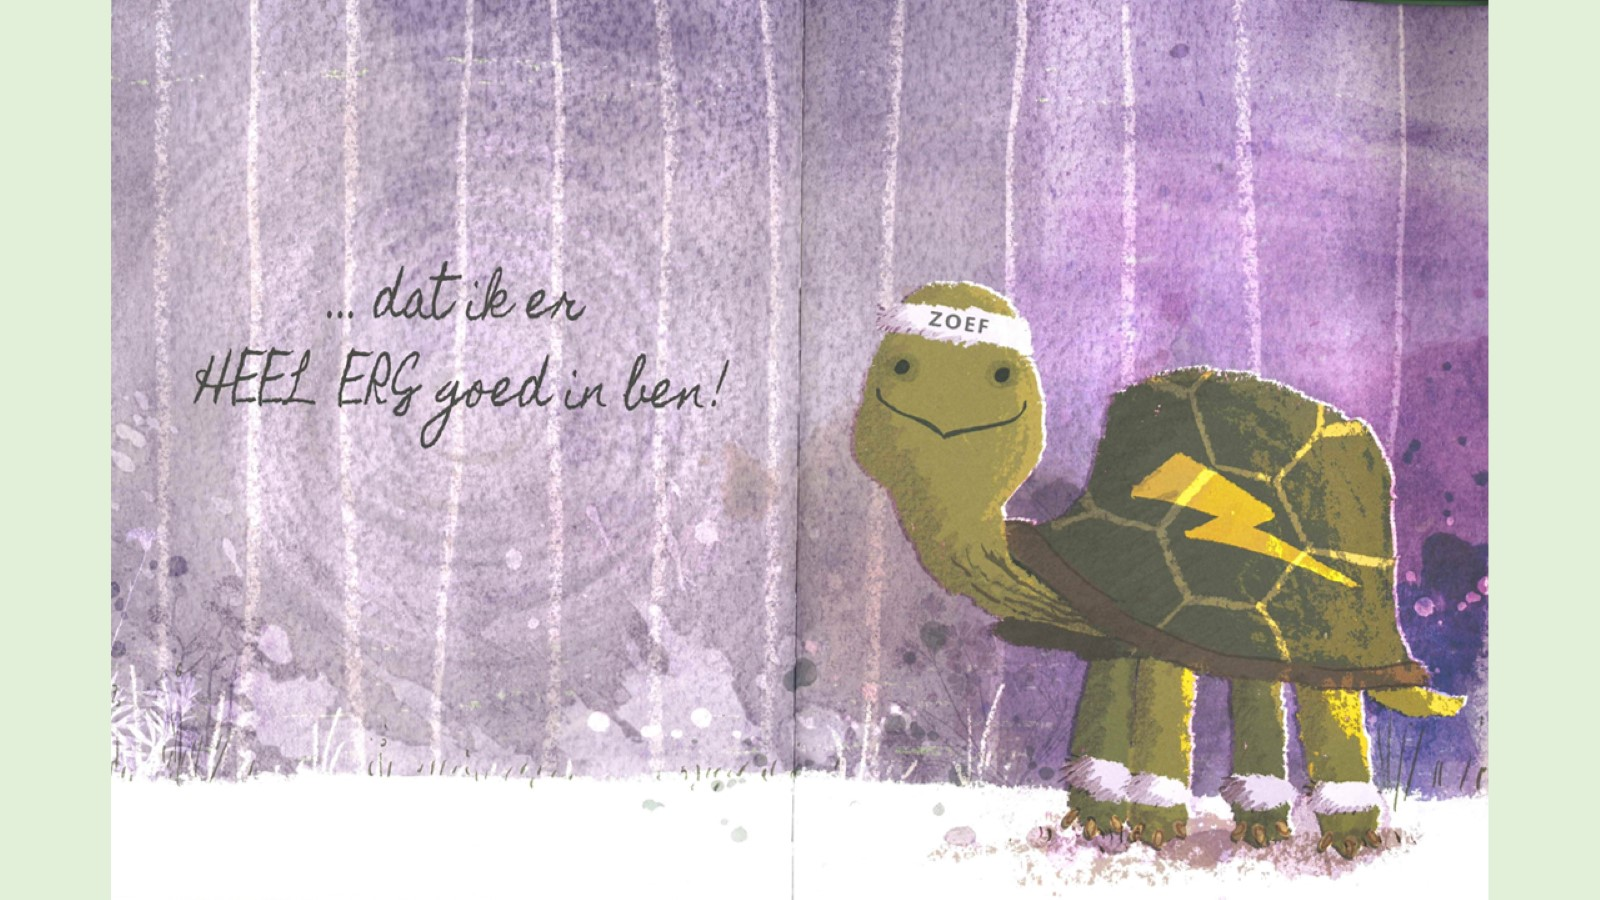 ... dat ik er
HEEL ERG goed in ben!
ZOEF